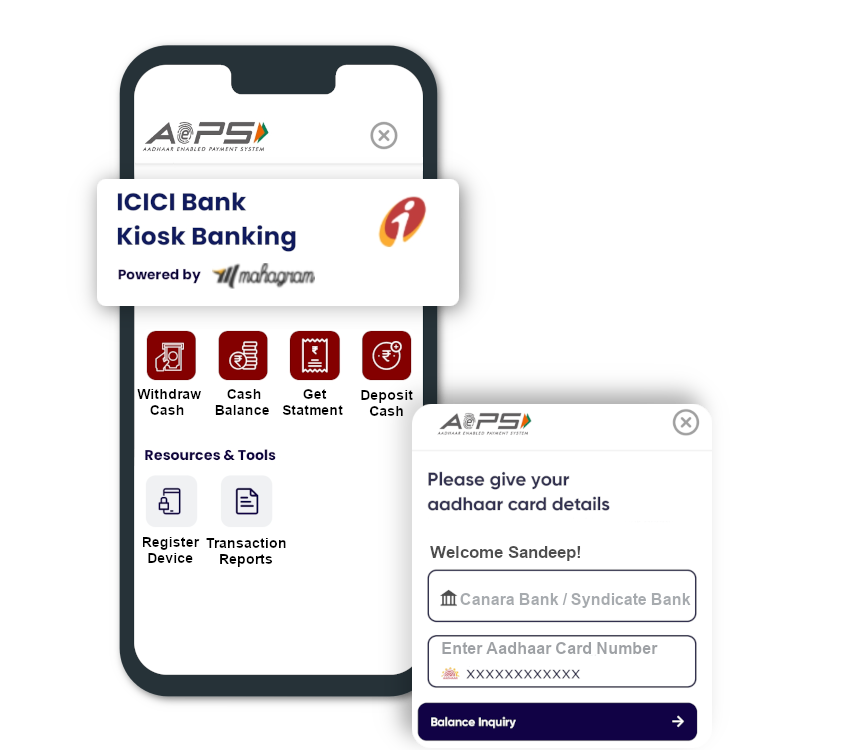 AePS
AADHAAR ENABLED PAYMENT SYSTEM
ICICI Bank
Kiosk Banking
Powered by mahagram
Withdraw Cash
Cash Balance
Get Statment
Deposit Cash
Resources & Tools
Register Device
Transaction Reports
AePS
AADHAAR ENABLED PAYMENT SYSTEM
Please give your
aadhaar card details
Welcome Sandeep!
Canara Bank / Syndicate Bank
Enter Aadhaar Card Number
XXXXXXXXXXXX
Balance Inquiry